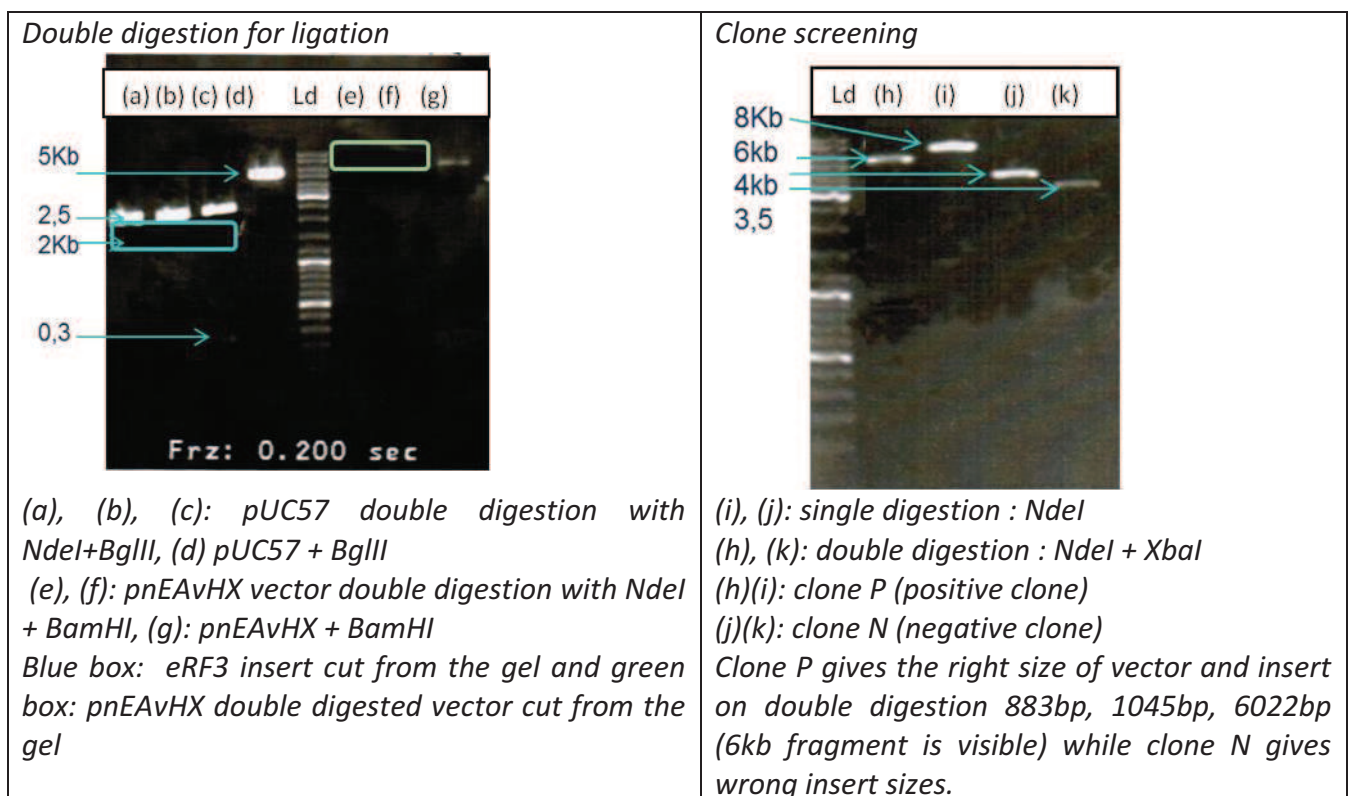 Double digestion for ligation
(a) (b) (c) (d) Ld (e) (f) (g)
5Kb
2,5
2Kb
0,3
Frz: 0.200 sec
(a), (b), (c): pUC57 double digestion with
NdeI+BglII, (d) pUC57 + BglII
(e), (f): pnEAvHX vector double digestion with NdeI
+ BamHI, (g): pnEAvHX + BamHI
Blue box: eRF3 insert cut from the gel and green
box: pnEAvHX double digested vector cut from the
gel
Clone screening
Ld (h) (i) (j) (k)
8Kb
6kb
4kb
3,5
(i), (j): single digestion : NdeI
(h), (k): double digestion : NdeI + XbaI
(h)(i): clone P (positive clone)
(j)(k): clone N (negative clone)
Clone P gives the right size of vector and insert
on double digestion 883bp, 1045bp, 6022bp
(6kb fragment is visible) while clone N gives
wrong insert sizes.